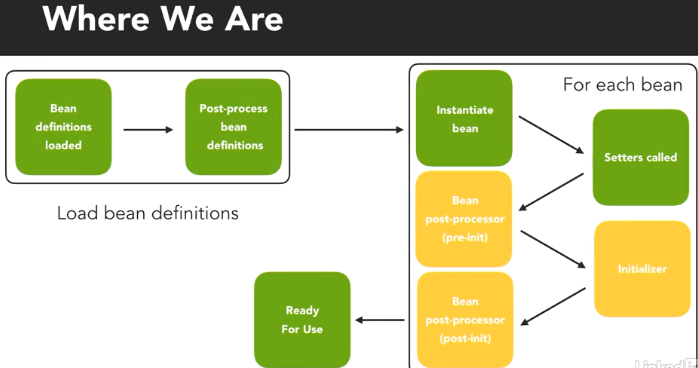 Where We Are
Bean
definitions
loaded
Post-process
bean
definitions
Load bean definitions
For each bean
Instantiate
bean
Setters called
Bean
post-processor
(pre-init)
Initializer
Bean
post-processor
(post-init)
Ready
For Use
LinkedIn